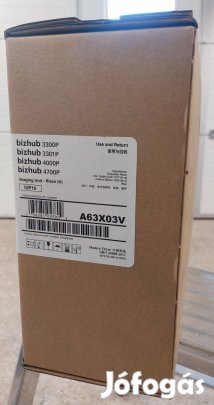 bizhub 3300P
bizhub 3301P
bizhub 4000P
bizhub 4700P
Imaging Unit - Black (K)
IUP16
Use and Return
A63X03V
Made in China
Jófogás